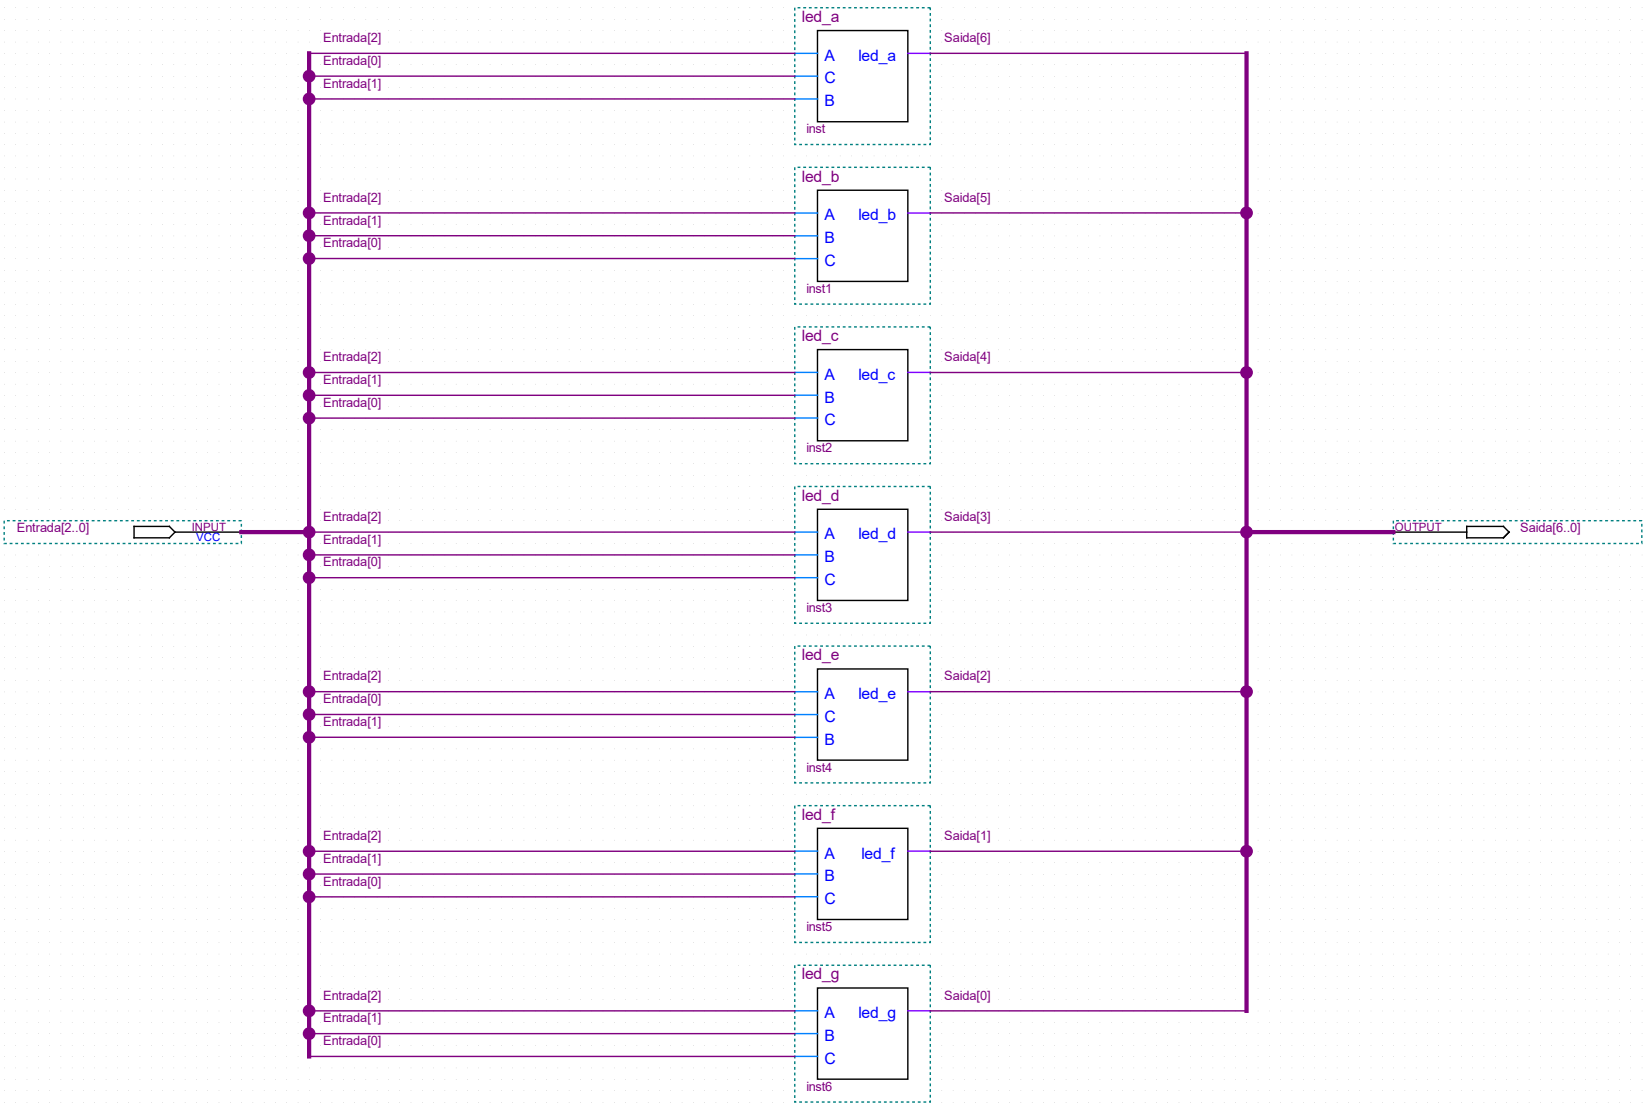 led_a
Entrada[2]
Saida[6]
A
led_a
Entrada[0]
C
Entrada[1]
B
inst
led_b
Entrada[2]
Saida[5]
A
led_b
Entrada[1]
B
Entrada[0]
C
inst1
led_c
Entrada[2]
Saida[4]
A
led_c
Entrada[1]
B
Entrada[0]
C
inst2
led_d
Entrada[2]
Saida[3]
Entrada[2..0]
INPUT
VCC
A
led_d
OUTPUT
Saida[6..0]
Entrada[1]
B
Entrada[0]
C
inst3
led_e
Entrada[2]
Saida[2]
A
led_e
Entrada[0]
C
Entrada[1]
B
inst4
led_f
Entrada[2]
Saida[1]
A
led_f
Entrada[1]
B
Entrada[0]
C
inst5
led_g
Entrada[2]
Saida[0]
A
led_g
Entrada[1]
B
Entrada[0]
C
inst6